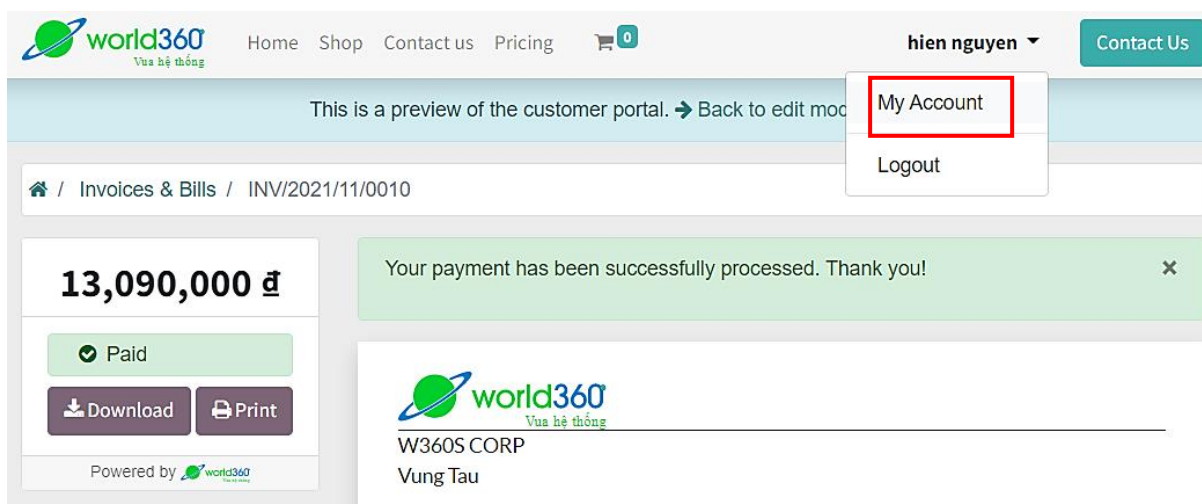 world360 Home Shop Contact us Pricing 0 hien nguyen Contact Us
Vua hệ thống
This is a preview of the customer portal. Back to edit mod
My Account
Logout
/ Invoices & Bills / INV/2021/11/0010
13,090,000 đ
Paid
Download Print
Powered by world360
Your payment has been successfully processed. Thank you! ×
world360
Vua hệ thống
W360S CORP
Vung Tau